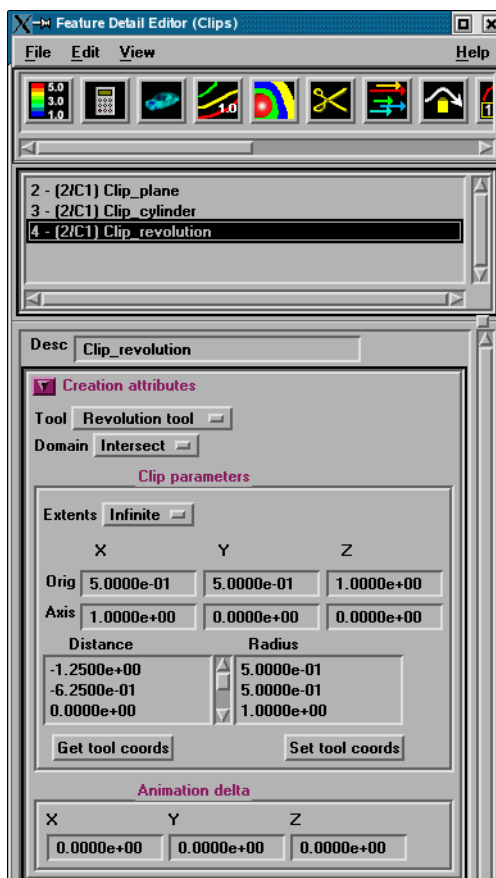 Feature Detail Editor (Clips)
File Edit View Help
5.0
3.0
1.0
1.0
1
2 - (2/C1) Clip_plane
3 - (2/C1) Clip_cylinder
4 - (2/C1) Clip_revolution
Desc Clip_revolution
Creation attributes
Tool Revolution tool
Domain Intersect
Clip parameters
Extents Infinite
X Y Z
Orig 5.0000e-01 5.0000e-01 1.0000e+00
Axis 1.0000e+00 0.0000e+00 0.0000e+00
Distance Radius
-1.2500e+00 5.0000e-01
-6.2500e-01 5.0000e-01
0.0000e+00 1.0000e+00
Get tool coords Set tool coords
Animation delta
X Y Z
0.0000e+00 0.0000e+00 0.0000e+00